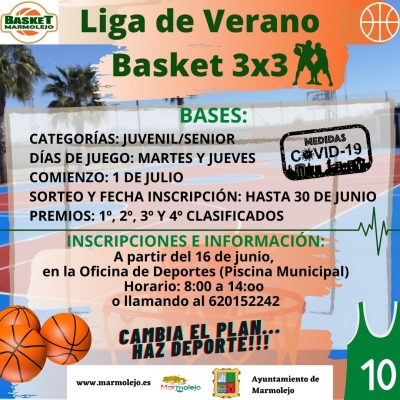 BASKET
MARMOLEJO
Liga de Verano
Basket 3x3
BASES:
CATEGORÍAS: JUVENIL/SENIOR
DÍAS DE JUEGO: MARTES Y JUEVES
COMIENZO: 1 DE JULIO
SORTEO Y FECHA INSCRIPCIÓN: HASTA 30 DE JUNIO
PREMIOS: 1º, 2º, 3º Y 4º CLASIFICADOS
MEDIDAS
COVID-19
INSCRIPCIONES E INFORMACIÓN:
A partir del 16 de junio,
en la Oficina de Deportes (Piscina Municipal)
Horario: 8:00 a 14:oo
o llamando al 620152242
CAMBIA EL PLAN...
HAZ DEPORTE!!!
10
www.marmolejo.es
Marmolejo
Ayuntamiento de
Marmolejo